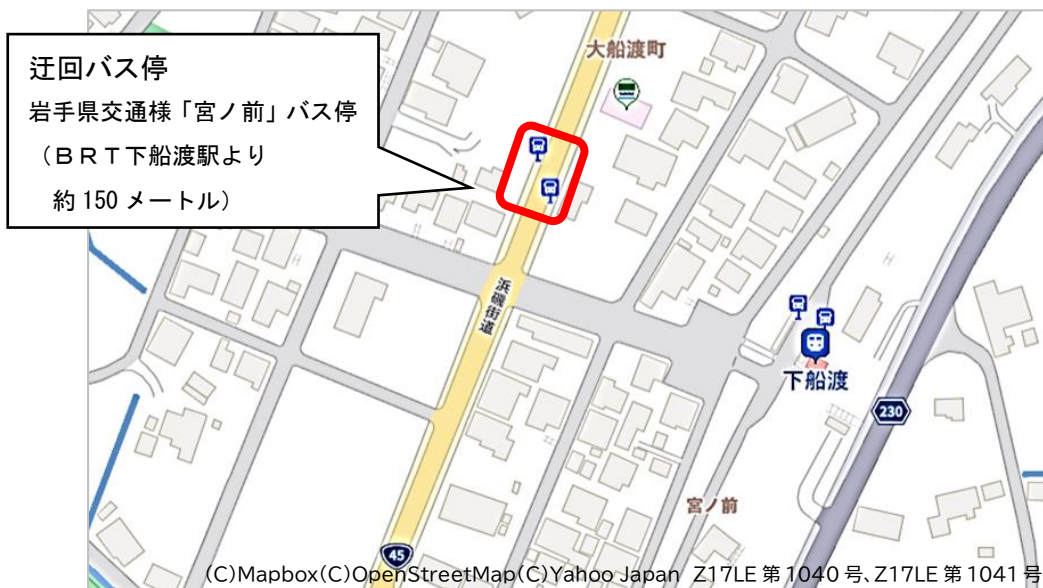 迂回バス停
岩手県交通様「宮ノ前」バス停
（ＢＲＴ下船渡駅より
約 150 メートル）
大船渡町
浜磯街道
下船渡
230
宮ノ前
45
(C)Mapbox(C)OpenStreetMap(C)Yahoo Japan Z17LE 第 1040 号、Z17LE 第 1041 号